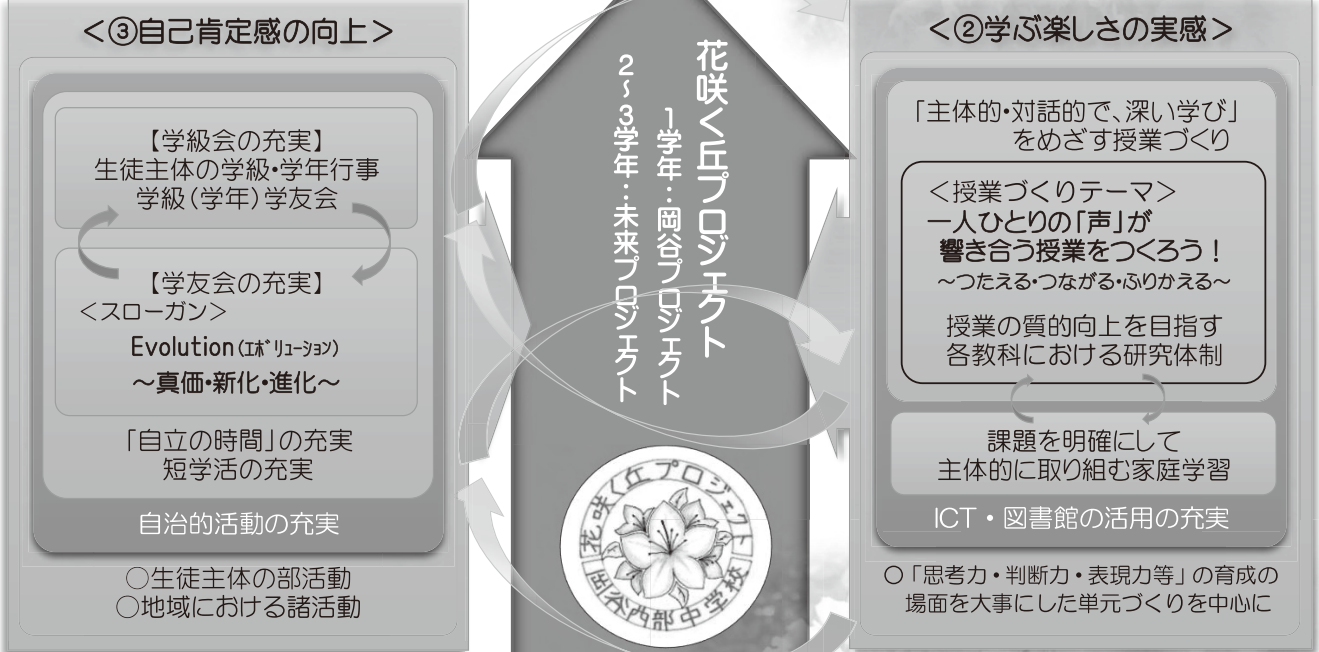 ＜③自己肯定感の向上＞
【学級会の充実】
生徒主体の学級・学年行事
学級（学年）学友会
【学友会の充実】
＜スローガン＞
Evolution（ｴﾎﾞﾘｭｰｼｮﾝ）
～真価・新化・進化～
「自立の時間」の充実
短学活の充実
自治的活動の充実
○生徒主体の部活動
○地域における諸活動
花咲く丘プロジェクト
1学年：岡谷プロジェクト
2～3学年：未来プロジェクト
花咲く丘プロジェクト
岡谷西部中学校
＜②学ぶ楽しさの実感＞
「主体的・対話的で、深い学び」
をめざす授業づくり
＜授業づくりテーマ＞
一人ひとりの「声」が
響き合う授業をつくろう！
～つたえる・つながる・ふりかえる～
授業の質的向上を目指す
各教科における研究体制
課題を明確にして
主体的に取り組む家庭学習
ICT・図書館の活用の充実
○「思考力・判断力・表現力等」の育成の
場面を大事にした単元づくりを中心に